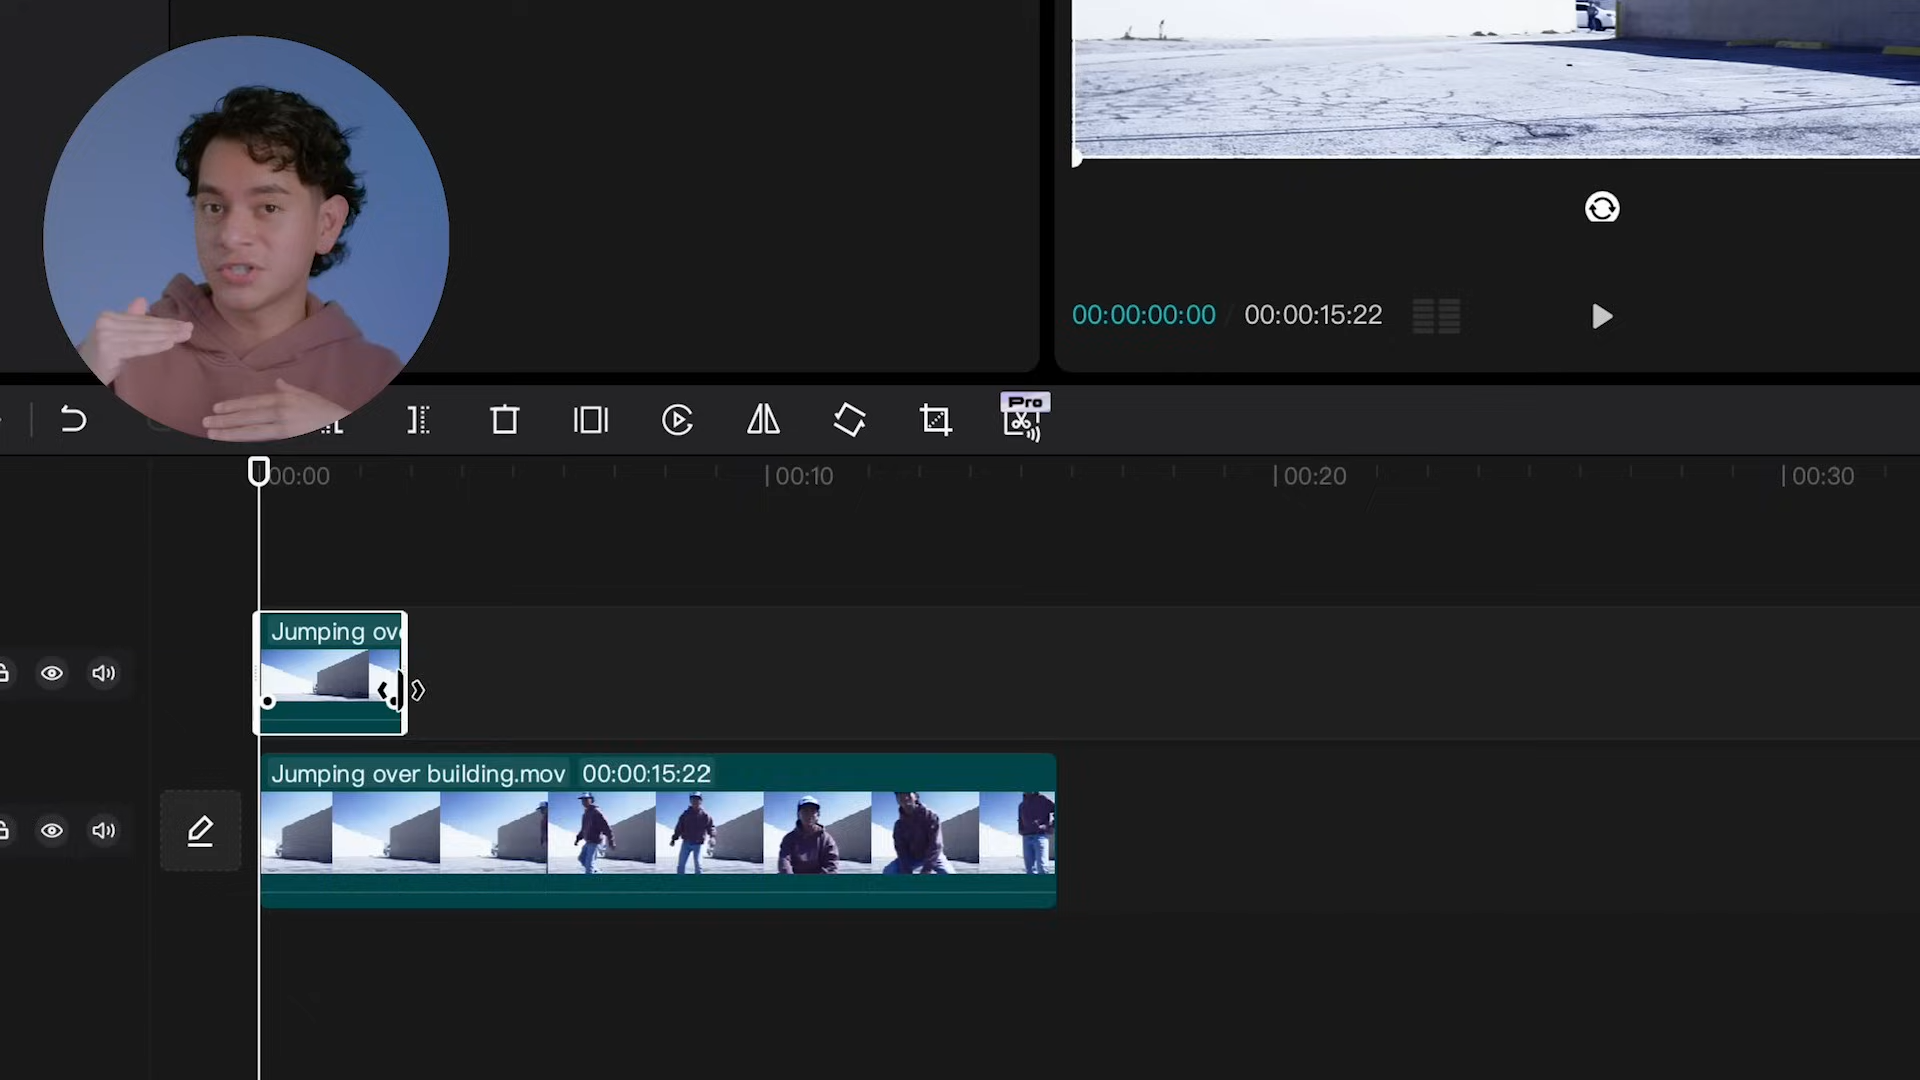 00:00:00:00 / 00:00:15:22
Pro
00:00
00:10
00:20
00:30
Jumping ov
Jumping over building.mov 00:00:15:22